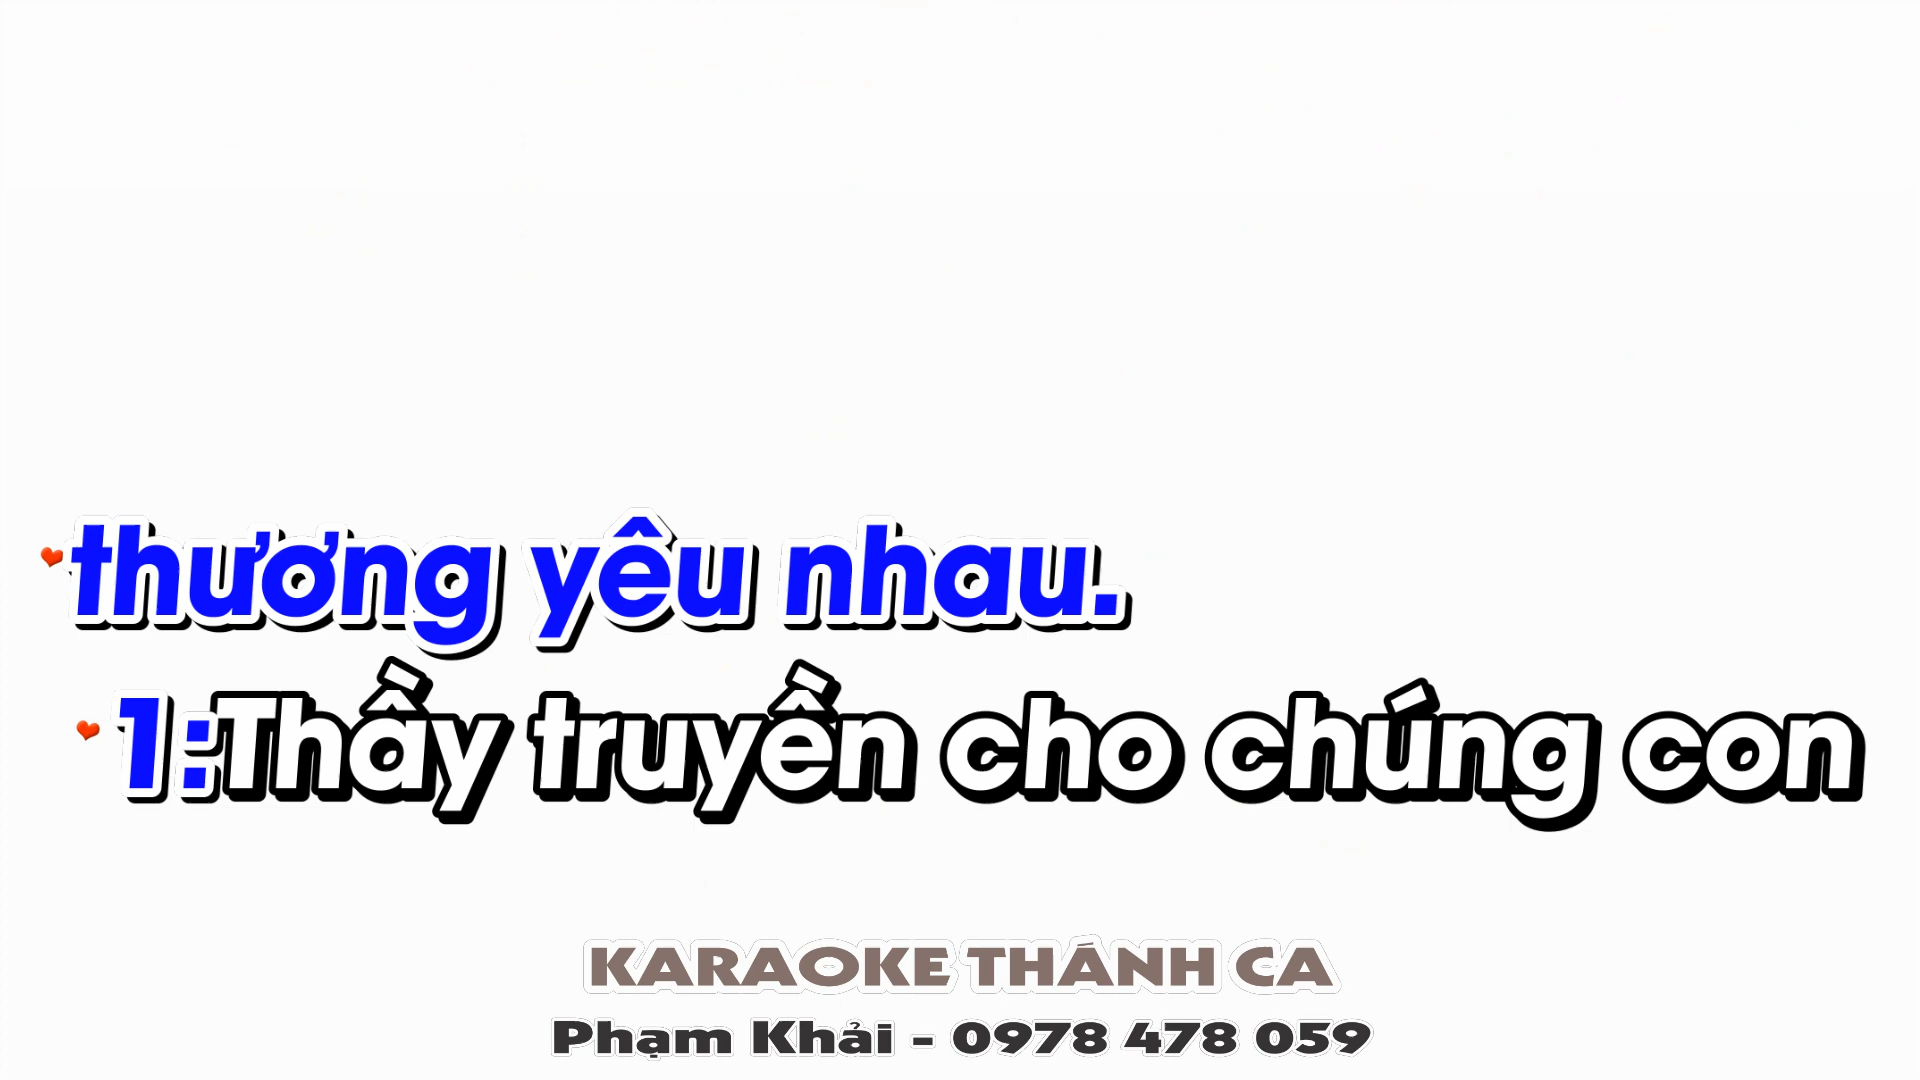 thương yêu nhau.
1:Thầy truyền cho chúng con
KARAOKE THÁNH CA
Phạm Khải - 0978 478 059